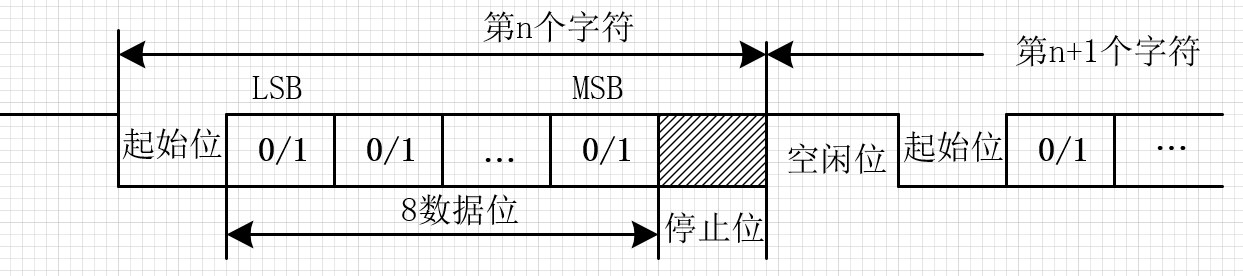 第n个字符
第n+1个字符
LSB
MSB
起始位
0/1
0/1
...
0/1
空闲位
起始位
0/1
...
8数据位
停止位